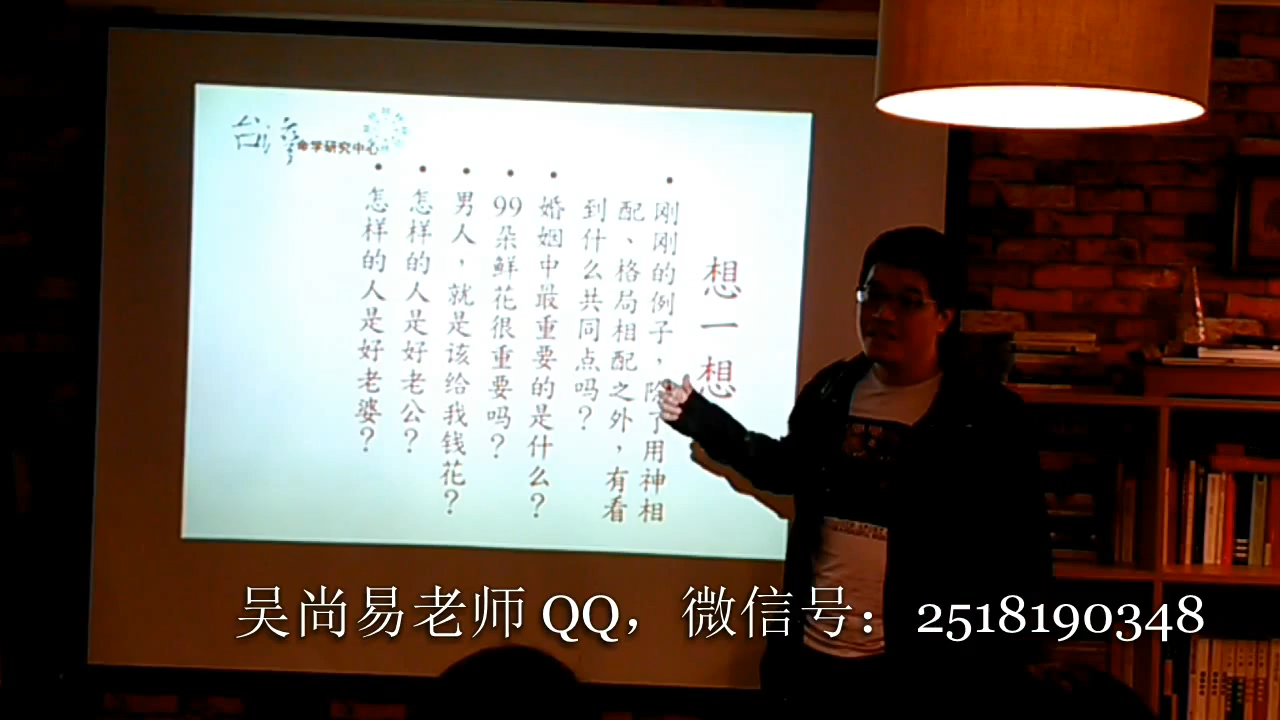 台湾
命学研究中心
想一想
• 刚刚的例子，除了用神相
配、格局相配之外，有看
到什么共同点吗？
• 婚姻中最重要的是什么？
• 99朵鲜花很重要吗？
• 男人，就是该给我钱花？
• 怎样的人是好老公？
• 怎样的人是好老婆？
吴尚易老师 QQ，微信号：2518190348